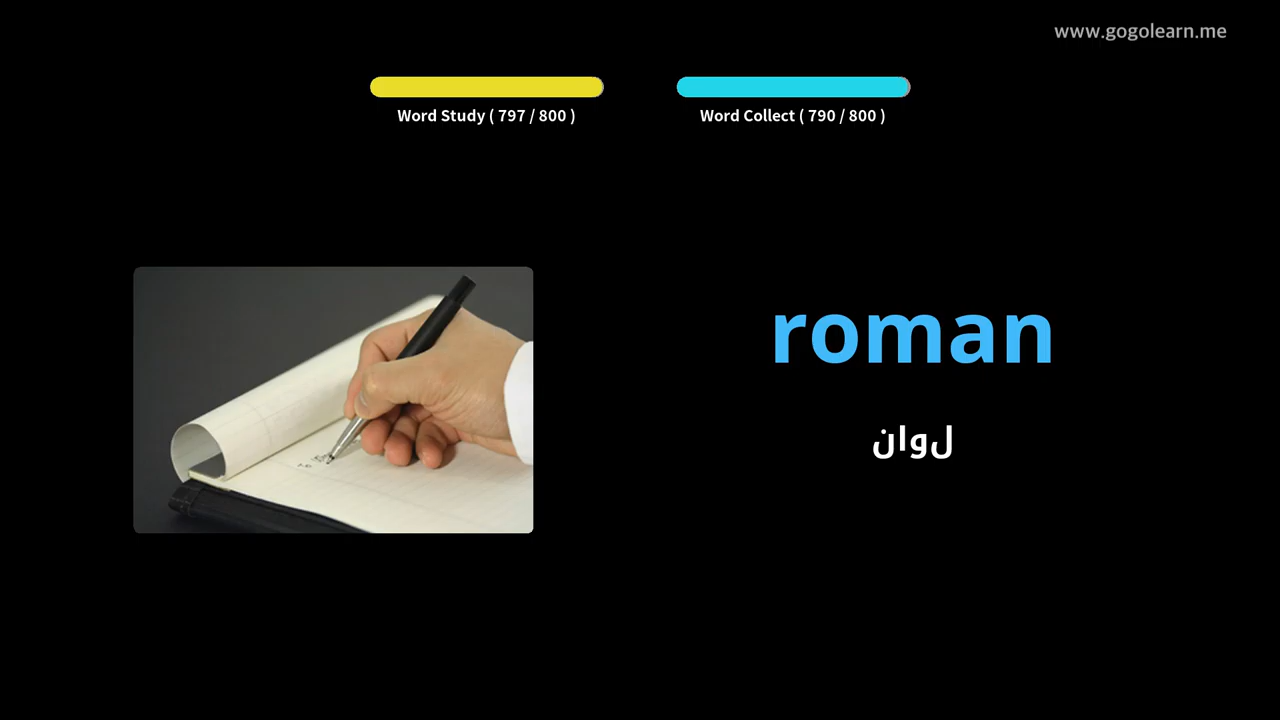 www.gogolearn.me
Word Study ( 797 / 800 )
Word Collect ( 790 / 800 )
roman
لوان